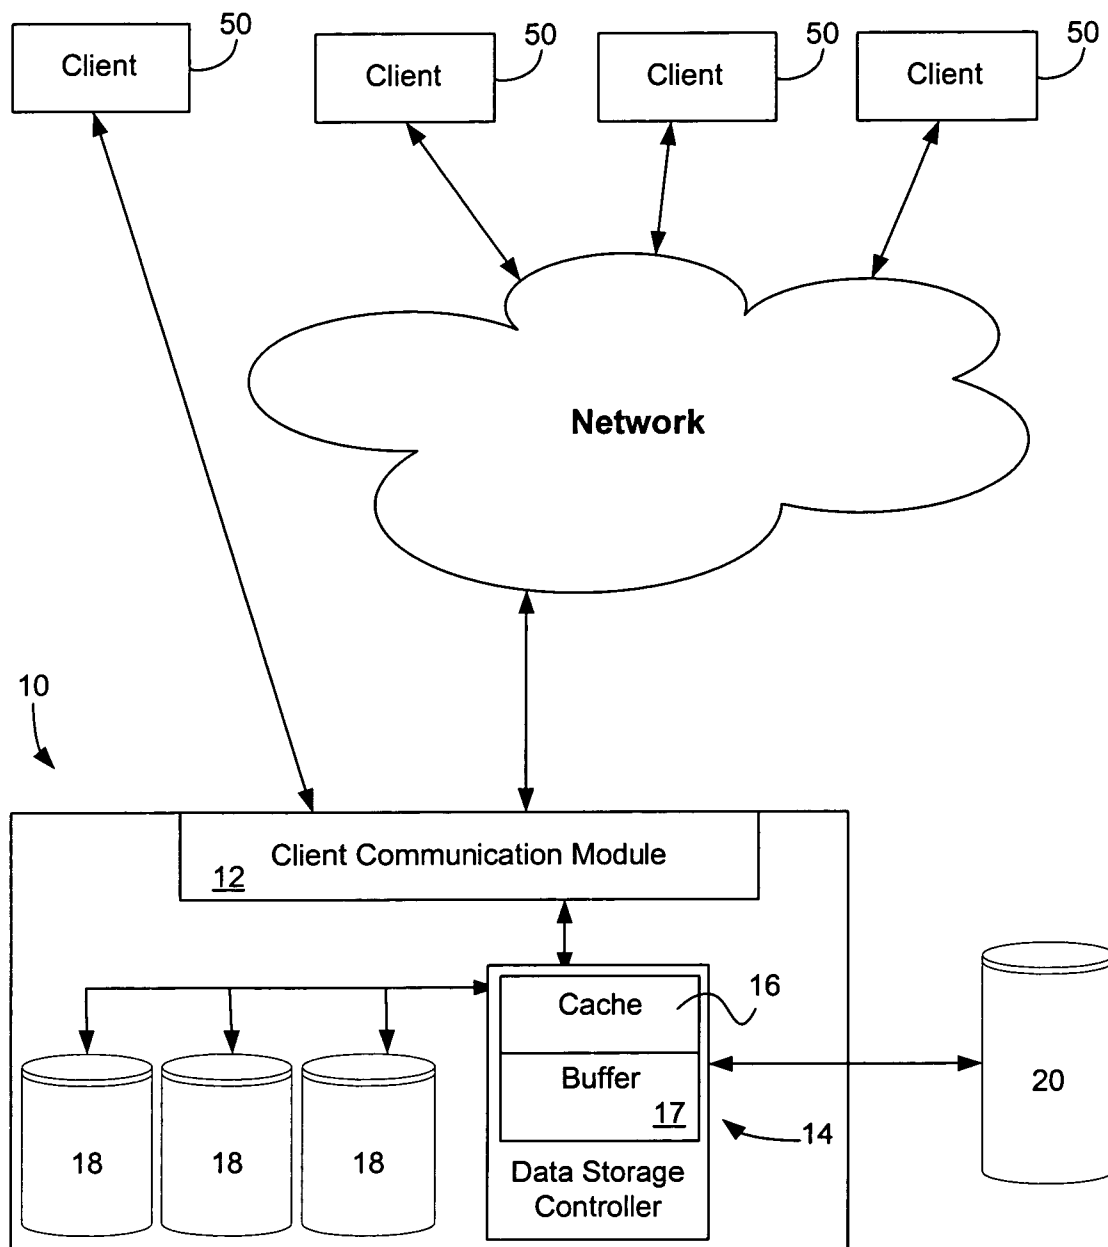 50
50
50
50
Client
Client
Client
Client
Network
10
Client Communication Module
12
Cache
16
Buffer
17
18
18
18
14
20
Data Storage
Controller